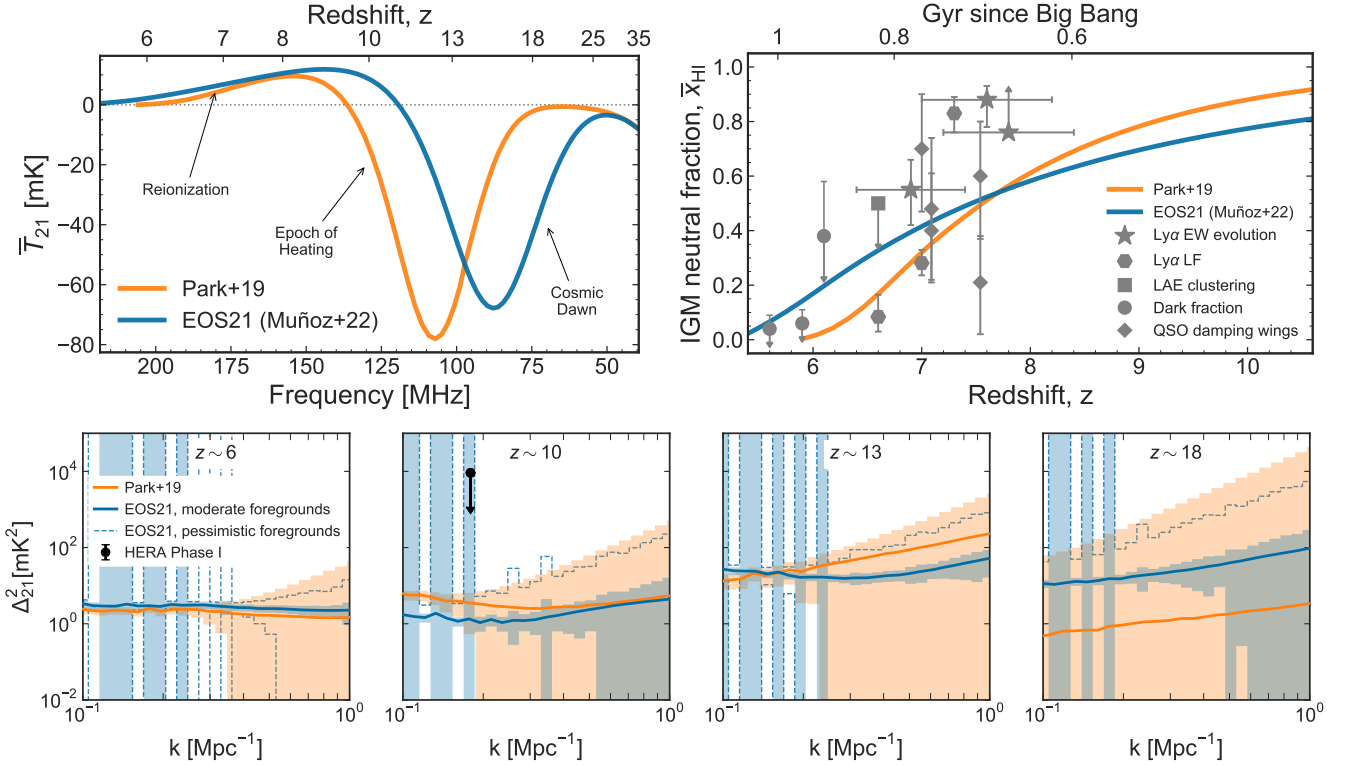 Redshift, z
6 7 8 9 10 13 18 25 35
0
−20
−40
−60
−80
T̅21 [mK]
Reionization
Epoch of
Heating
Cosmic
Dawn
Park+19
EOS21 (Muñoz+22)
200 175 150 125 100 75 50
Frequency [MHz]
Gyr since Big Bang
1 0.8 0.6
1.0
0.8
0.6
0.4
0.2
0.0
IGM neutral fraction, x̅HI
Park+19
EOS21 (Muñoz+22)
Lyα EW evolution
Lyα LF
LAE clustering
Dark fraction
QSO damping wings
6 7 8 9 10
Redshift, z
z ~ 6
Park+19
EOS21, moderate foregrounds
EOS21, pessimistic foregrounds
HERA Phase I
10⁴
10²
10⁰
10⁻²
Δ²21[mK²]
10⁻¹ 10⁰
k [Mpc⁻¹]
z ~ 10
10⁻¹ 10⁰
k [Mpc⁻¹]
z ~ 13
10⁻¹ 10⁰
k [Mpc⁻¹]
z ~ 18
10⁻¹ 10⁰
k [Mpc⁻¹]